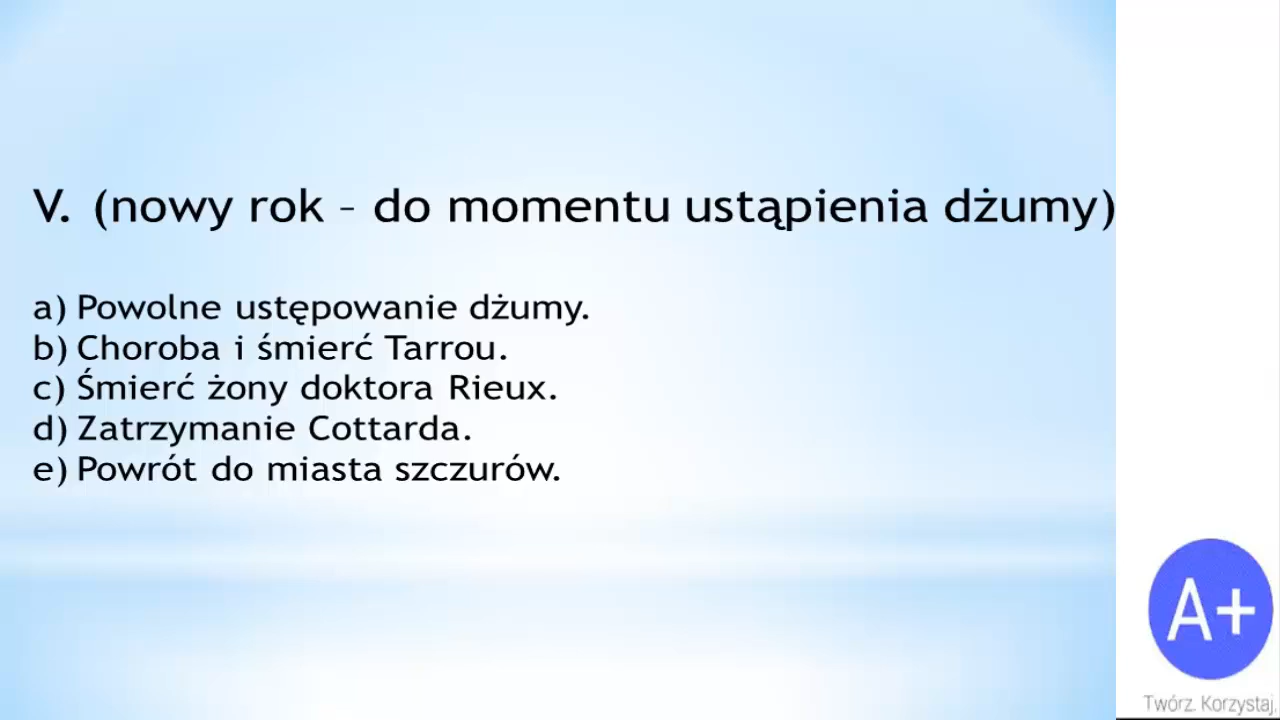 V. (nowy rok – do momentu ustąpienia dżumy)
a) Powolne ustępowanie dżumy.
b) Choroba i śmierć Tarrou.
c) Śmierć żony doktora Rieux.
d) Zatrzymanie Cottarda.
e) Powrót do miasta szczurów.
A+
Twórz. Korzystaj.